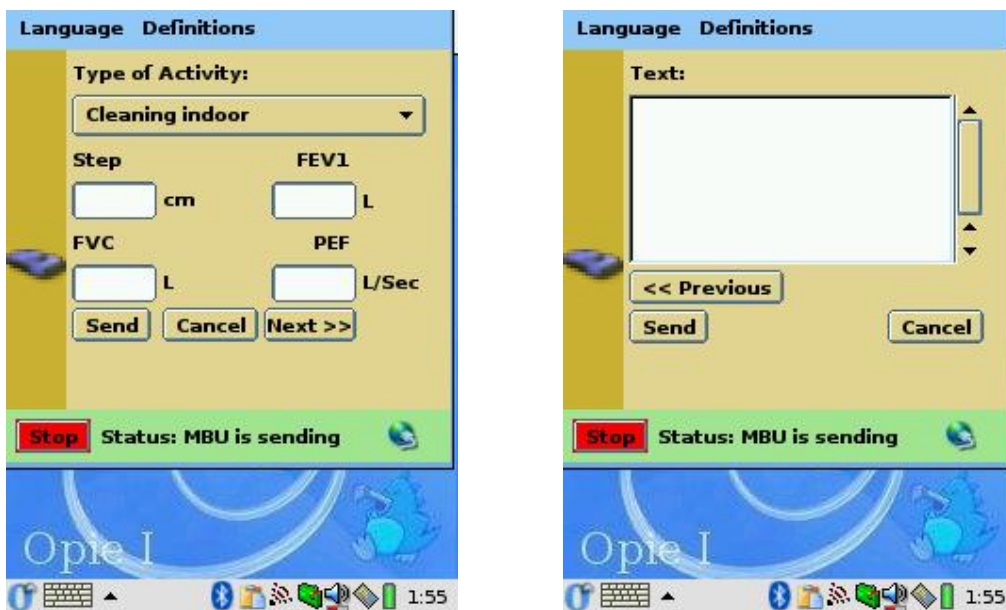 Language Definitions
Type of Activity:
Cleaning indoor
Step FEV1
cm L
FVC PEF
L L/Sec
Send Cancel Next >>
Stop Status: MBU is sending
Opie I
1:55
Language Definitions
Text:
<< Previous
Send Cancel
Stop Status: MBU is sending
Opie I
1:55